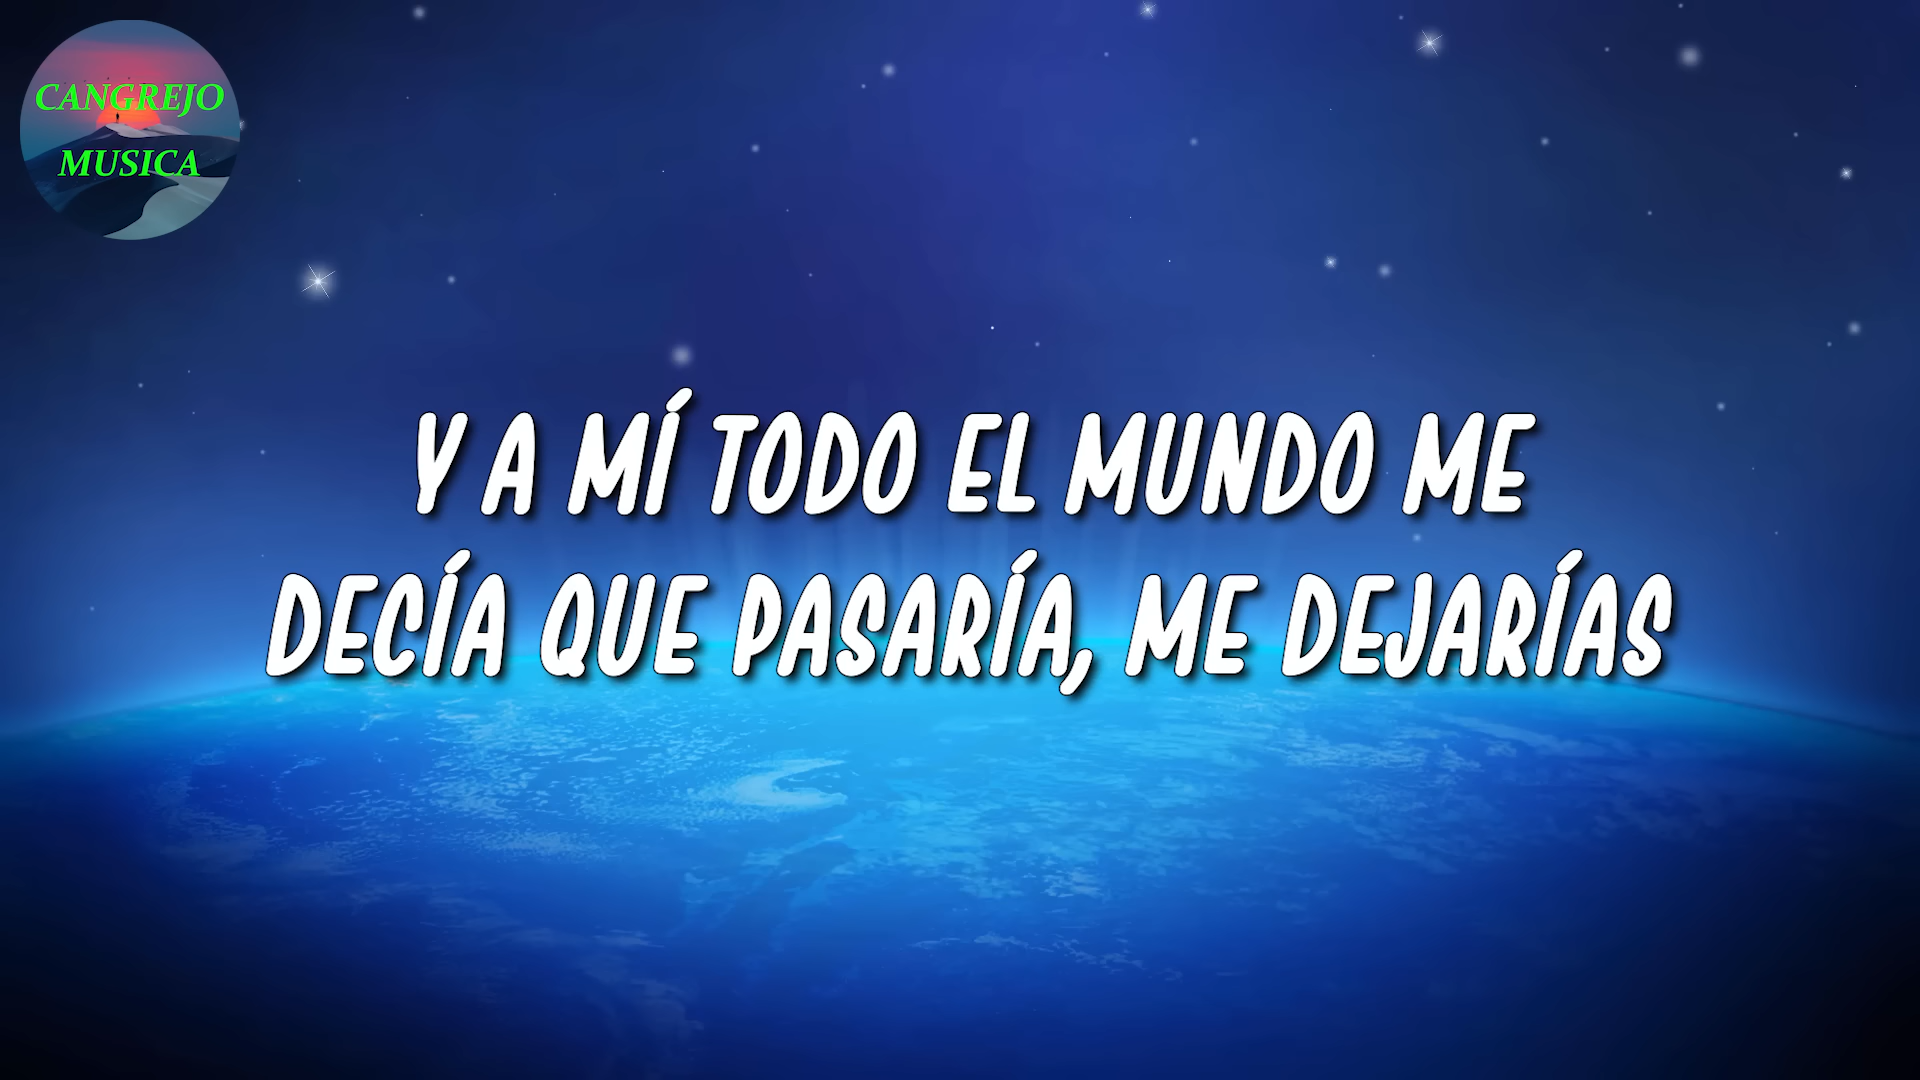 CANGREJO
MUSICA
Y A MÍ TODO EL MUNDO ME
DECÍA QUE PASARÍA, ME DEJARÍAS